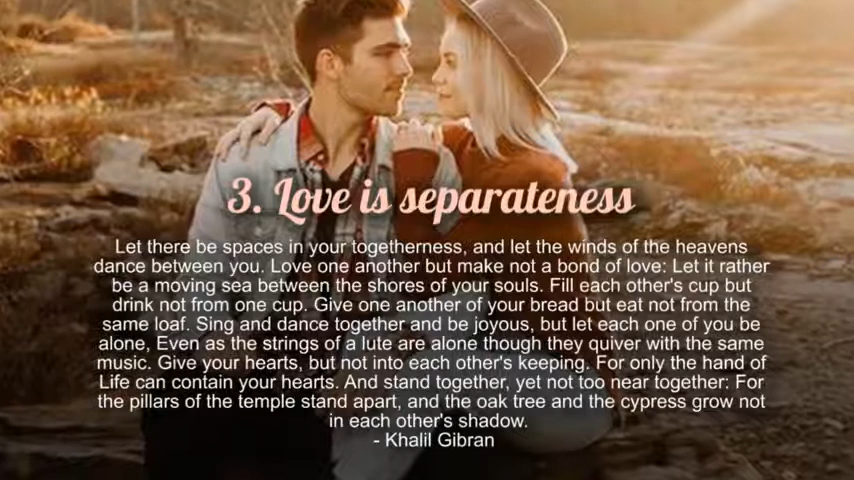 3. Love is separateness
Let there be spaces in your togetherness, and let the winds of the heavens
dance between you. Love one another but make not a bond of love: Let it rather
be a moving sea between the shores of your souls. Fill each other's cup but
drink not from one cup. Give one another of your bread but eat not from the
same loaf. Sing and dance together and be joyous, but let each one of you be
alone, Even as the strings of a lute are alone though they quiver with the same
music. Give your hearts, but not into each other's keeping. For only the hand of
Life can contain your hearts. And stand together, yet not too near together: For
the pillars of the temple stand apart, and the oak tree and the cypress grow not
in each other's shadow.
- Khalil Gibran